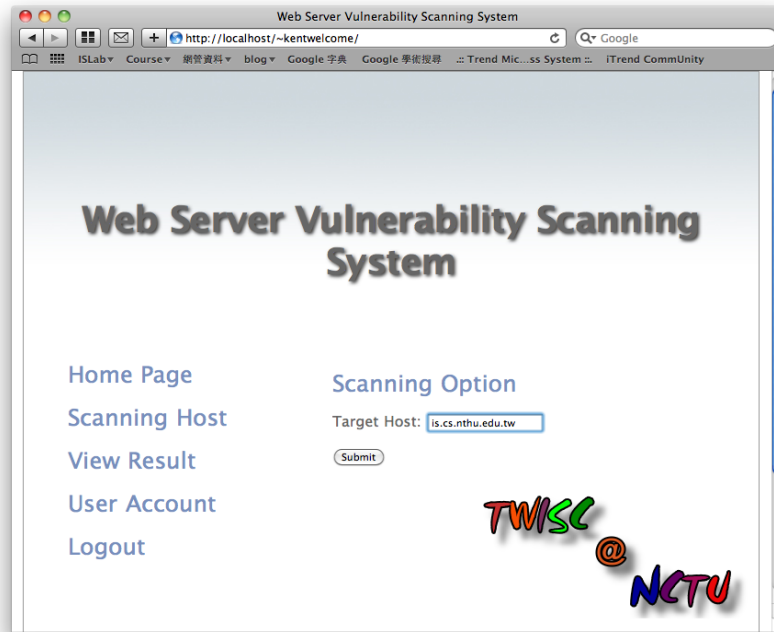 Web Server Vulnerability Scanning System
http://localhost/~kentwelcome/
Google
ISLab Course 網管資料 blog Google 字典 Google 學術搜尋 .:: Trend Mic...ss System ::. iTrend CommUnity
Web Server Vulnerability Scanning
System
Home Page
Scanning Host
View Result
User Account
Logout
Scanning Option
Target Host: is.cs.nthu.edu.tw
Submit
TWISC
@
NCTU